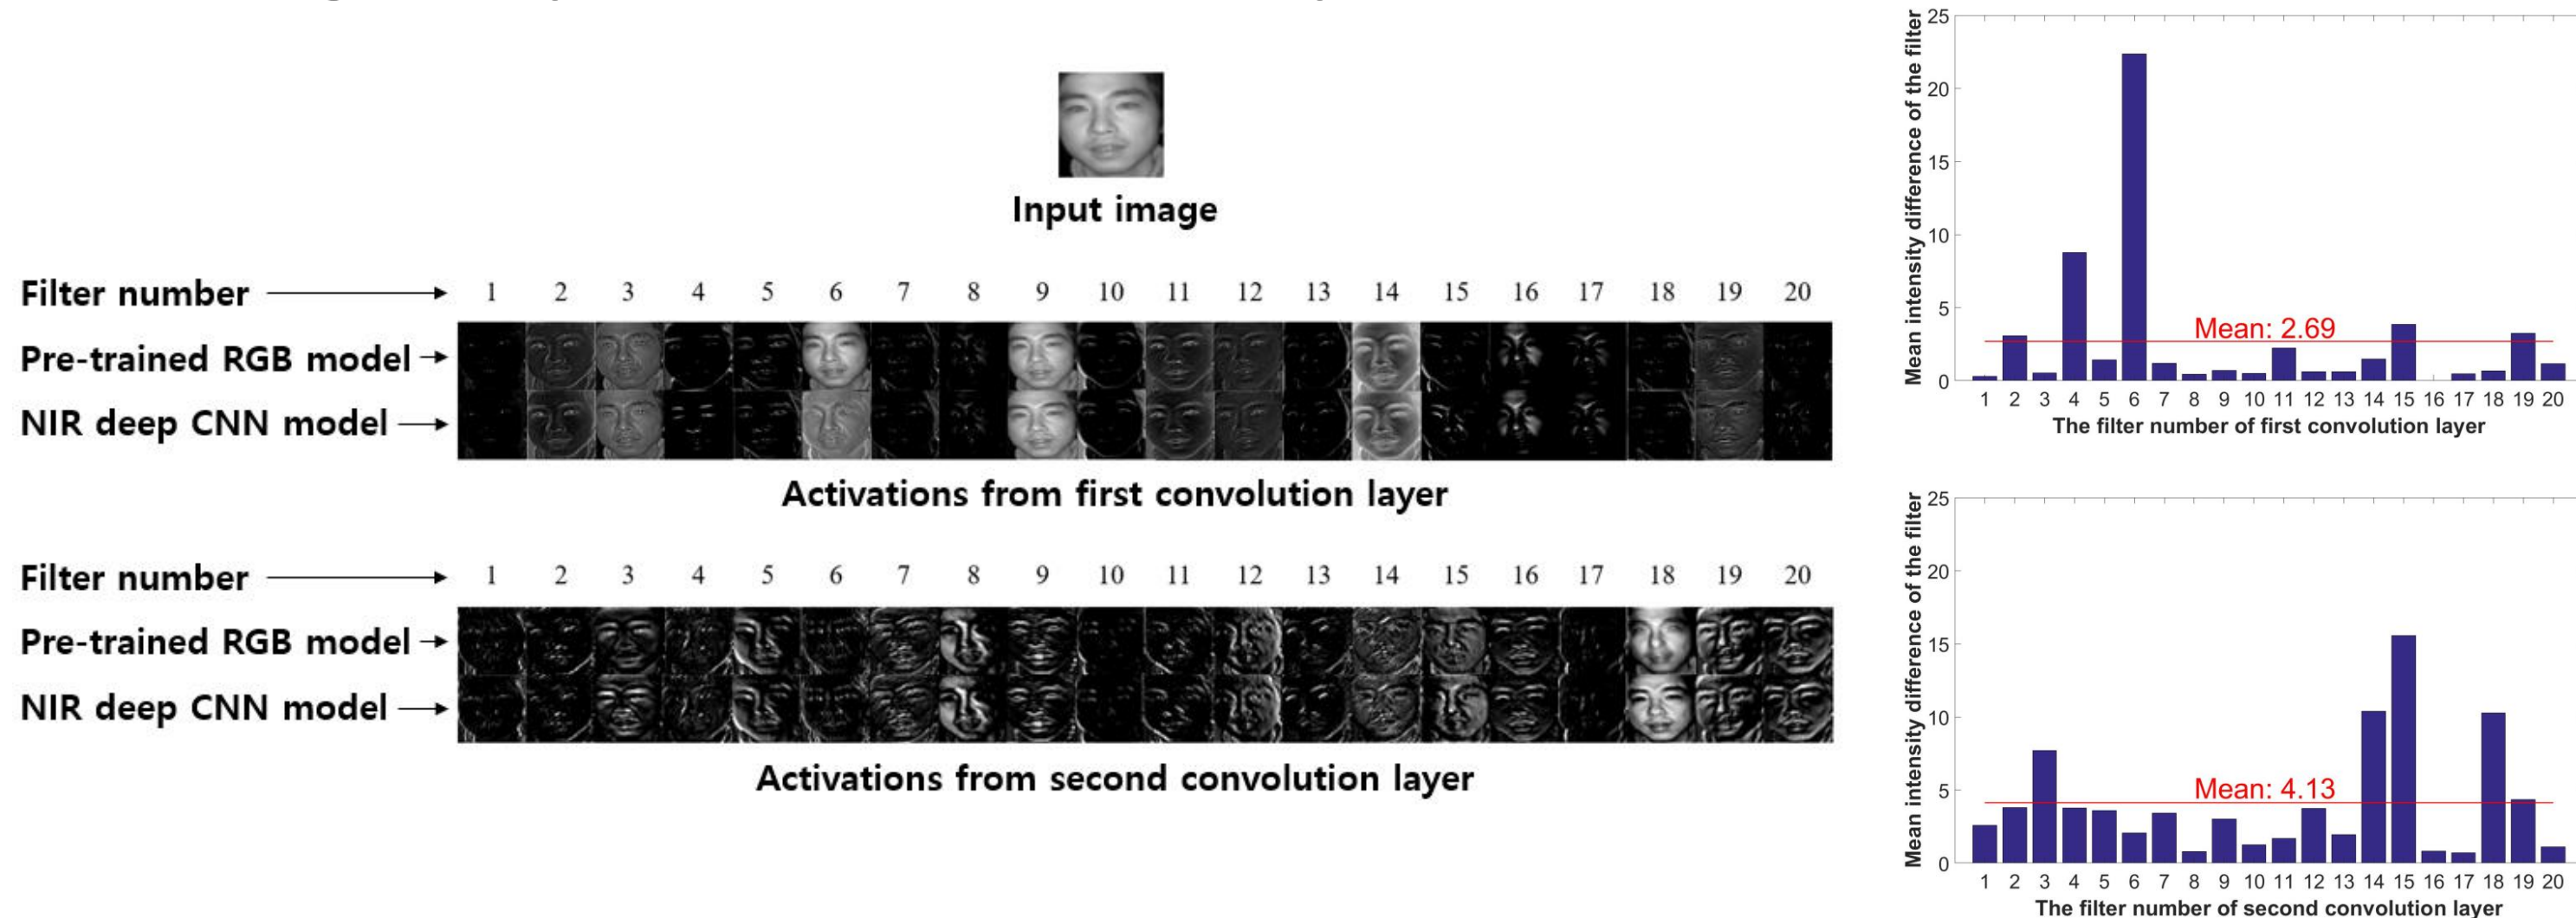 Input image
Filter number 1 2 3 4 5 6 7 8 9 10 11 12 13 14 15 16 17 18 19 20
Pre-trained RGB model
NIR deep CNN model
Activations from first convolution layer
Filter number 1 2 3 4 5 6 7 8 9 10 11 12 13 14 15 16 17 18 19 20
Pre-trained RGB model
NIR deep CNN model
Activations from second convolution layer
Mean intensity difference of the filter
25
20
15
10
5
0
Mean: 2.69
1 2 3 4 5 6 7 8 9 10 11 12 13 14 15 16 17 18 19 20
The filter number of first convolution layer
Mean intensity difference of the filter
25
20
15
10
5
0
Mean: 4.13
1 2 3 4 5 6 7 8 9 10 11 12 13 14 15 16 17 18 19 20
The filter number of second convolution layer